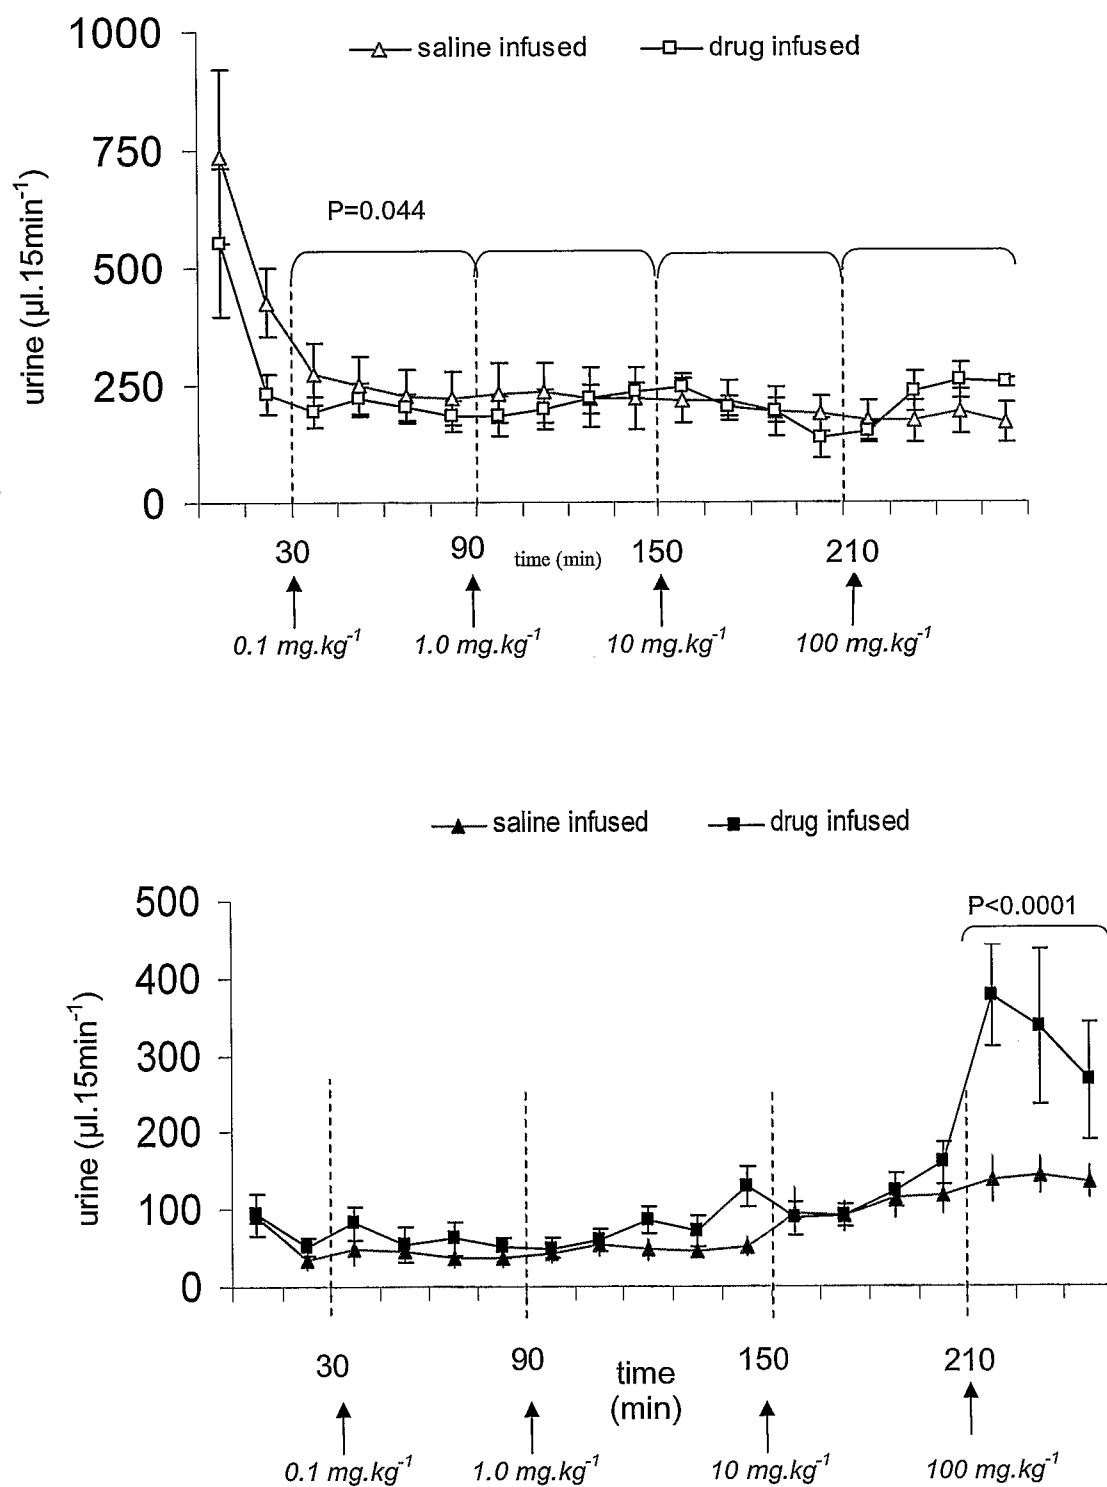 1000
saline infused drug infused
750
P=0.044
500
250
0
urine (µl.15min⁻¹)
30 90 time (min) 150 210
0.1 mg.kg⁻¹ 1.0 mg.kg⁻¹ 10 mg.kg⁻¹ 100 mg.kg⁻¹
saline infused drug infused
500
P<0.0001
400
300
200
100
0
urine (µl.15min⁻¹)
30 90 time (min) 150 210
0.1 mg.kg⁻¹ 1.0 mg.kg⁻¹ 10 mg.kg⁻¹ 100 mg.kg⁻¹